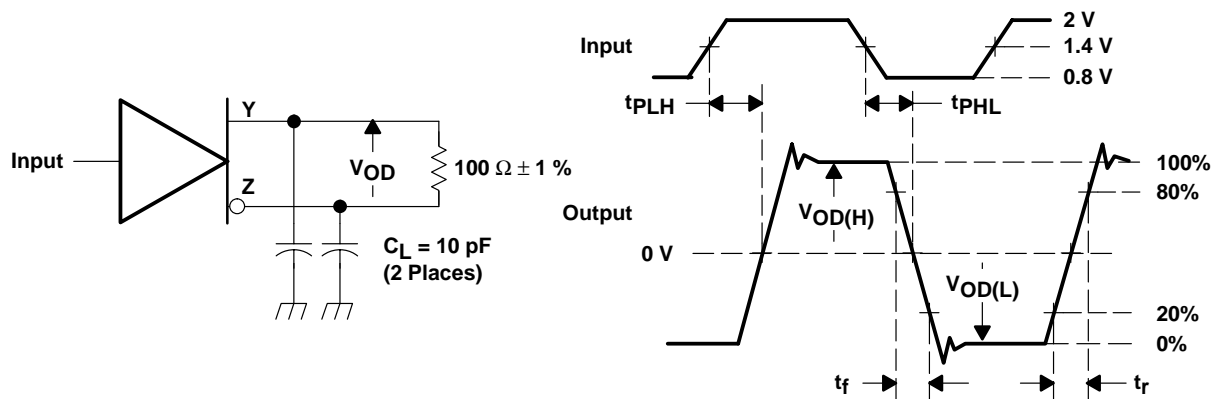 Input
Y
Z
VOD
100 Ω ± 1 %
CL = 10 pF
(2 Places)
Input
2 V
1.4 V
0.8 V
tPLH
tPHL
Output
0 V
VOD(H)
VOD(L)
100%
80%
20%
0%
tf
tr